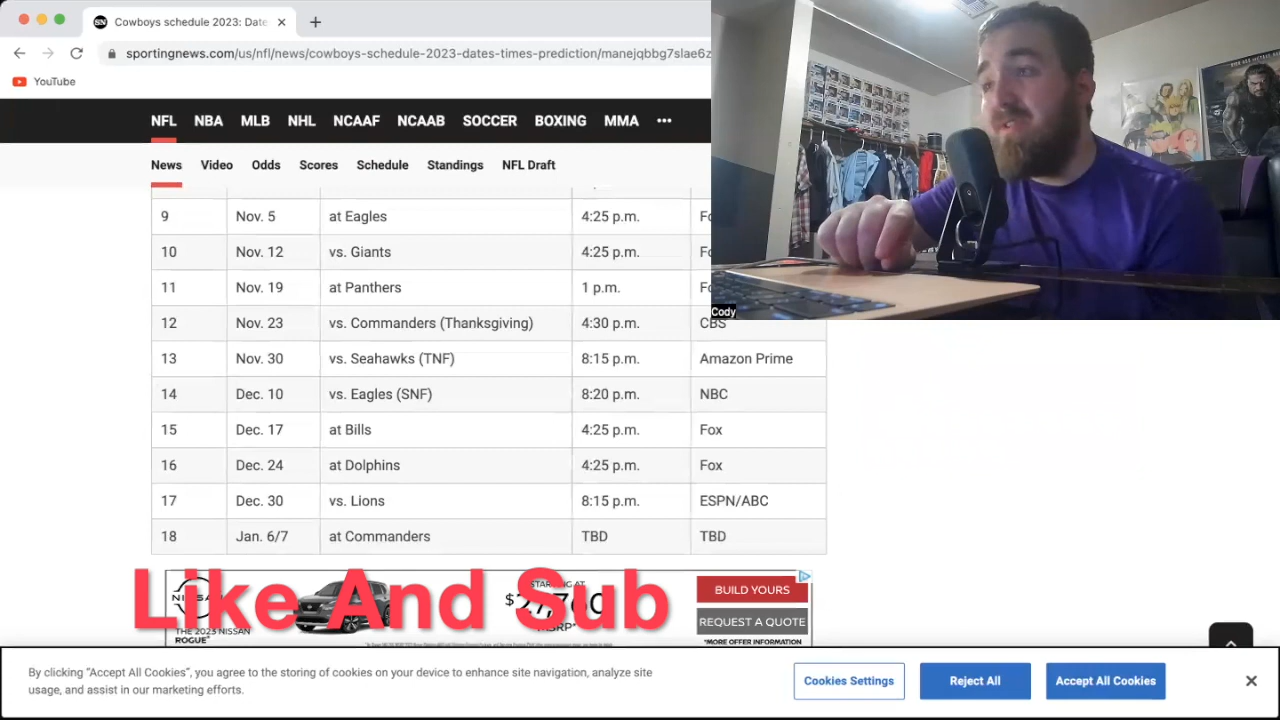 SN Cowboys schedule 2023: Date
sportingnews.com/us/nfl/news/cowboys-schedule-2023-dates-times-prediction/manejqbbg7slae6z
YouTube
NFL NBA MLB NHL NCAAF NCAAB SOCCER BOXING MMA
News Video Odds Scores Schedule Standings NFL Draft
9 Nov. 5 at Eagles 4:25 p.m.
10 Nov. 12 vs. Giants 4:25 p.m.
11 Nov. 19 at Panthers 1 p.m.
Cody
12 Nov. 23 vs. Commanders (Thanksgiving) 4:30 p.m. CBS
13 Nov. 30 vs. Seahawks (TNF) 8:15 p.m. Amazon Prime
14 Dec. 10 vs. Eagles (SNF) 8:20 p.m. NBC
15 Dec. 17 at Bills 4:25 p.m. Fox
16 Dec. 24 at Dolphins 4:25 p.m. Fox
17 Dec. 30 vs. Lions 8:15 p.m. ESPN/ABC
18 Jan. 6/7 at Commanders TBD TBD
Like And Sub
STARTING AT
BUILD YOURS
REQUEST A QUOTE
THE 2023 NISSAN
ROGUE
*MORE OFFER INFORMATION
By clicking “Accept All Cookies”, you agree to the storing of cookies on your device to enhance site navigation, analyze site
usage, and assist in our marketing efforts.
Cookies Settings Reject All Accept All Cookies